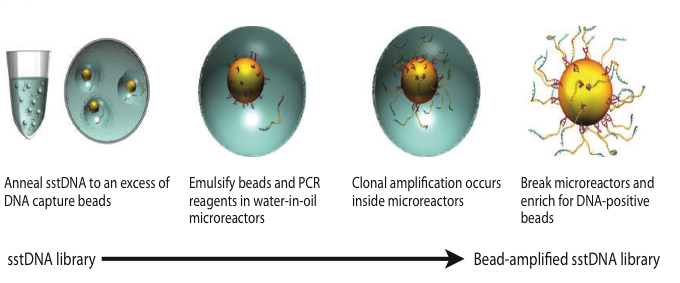 Anneal sstDNA to an excess of
DNA capture beads
Emulsify beads and PCR
reagents in water-in-oil
microreactors
Clonal amplification occurs
inside microreactors
Break microreactors and
enrich for DNA-positive
beads
sstDNA library
Bead-amplified sstDNA library